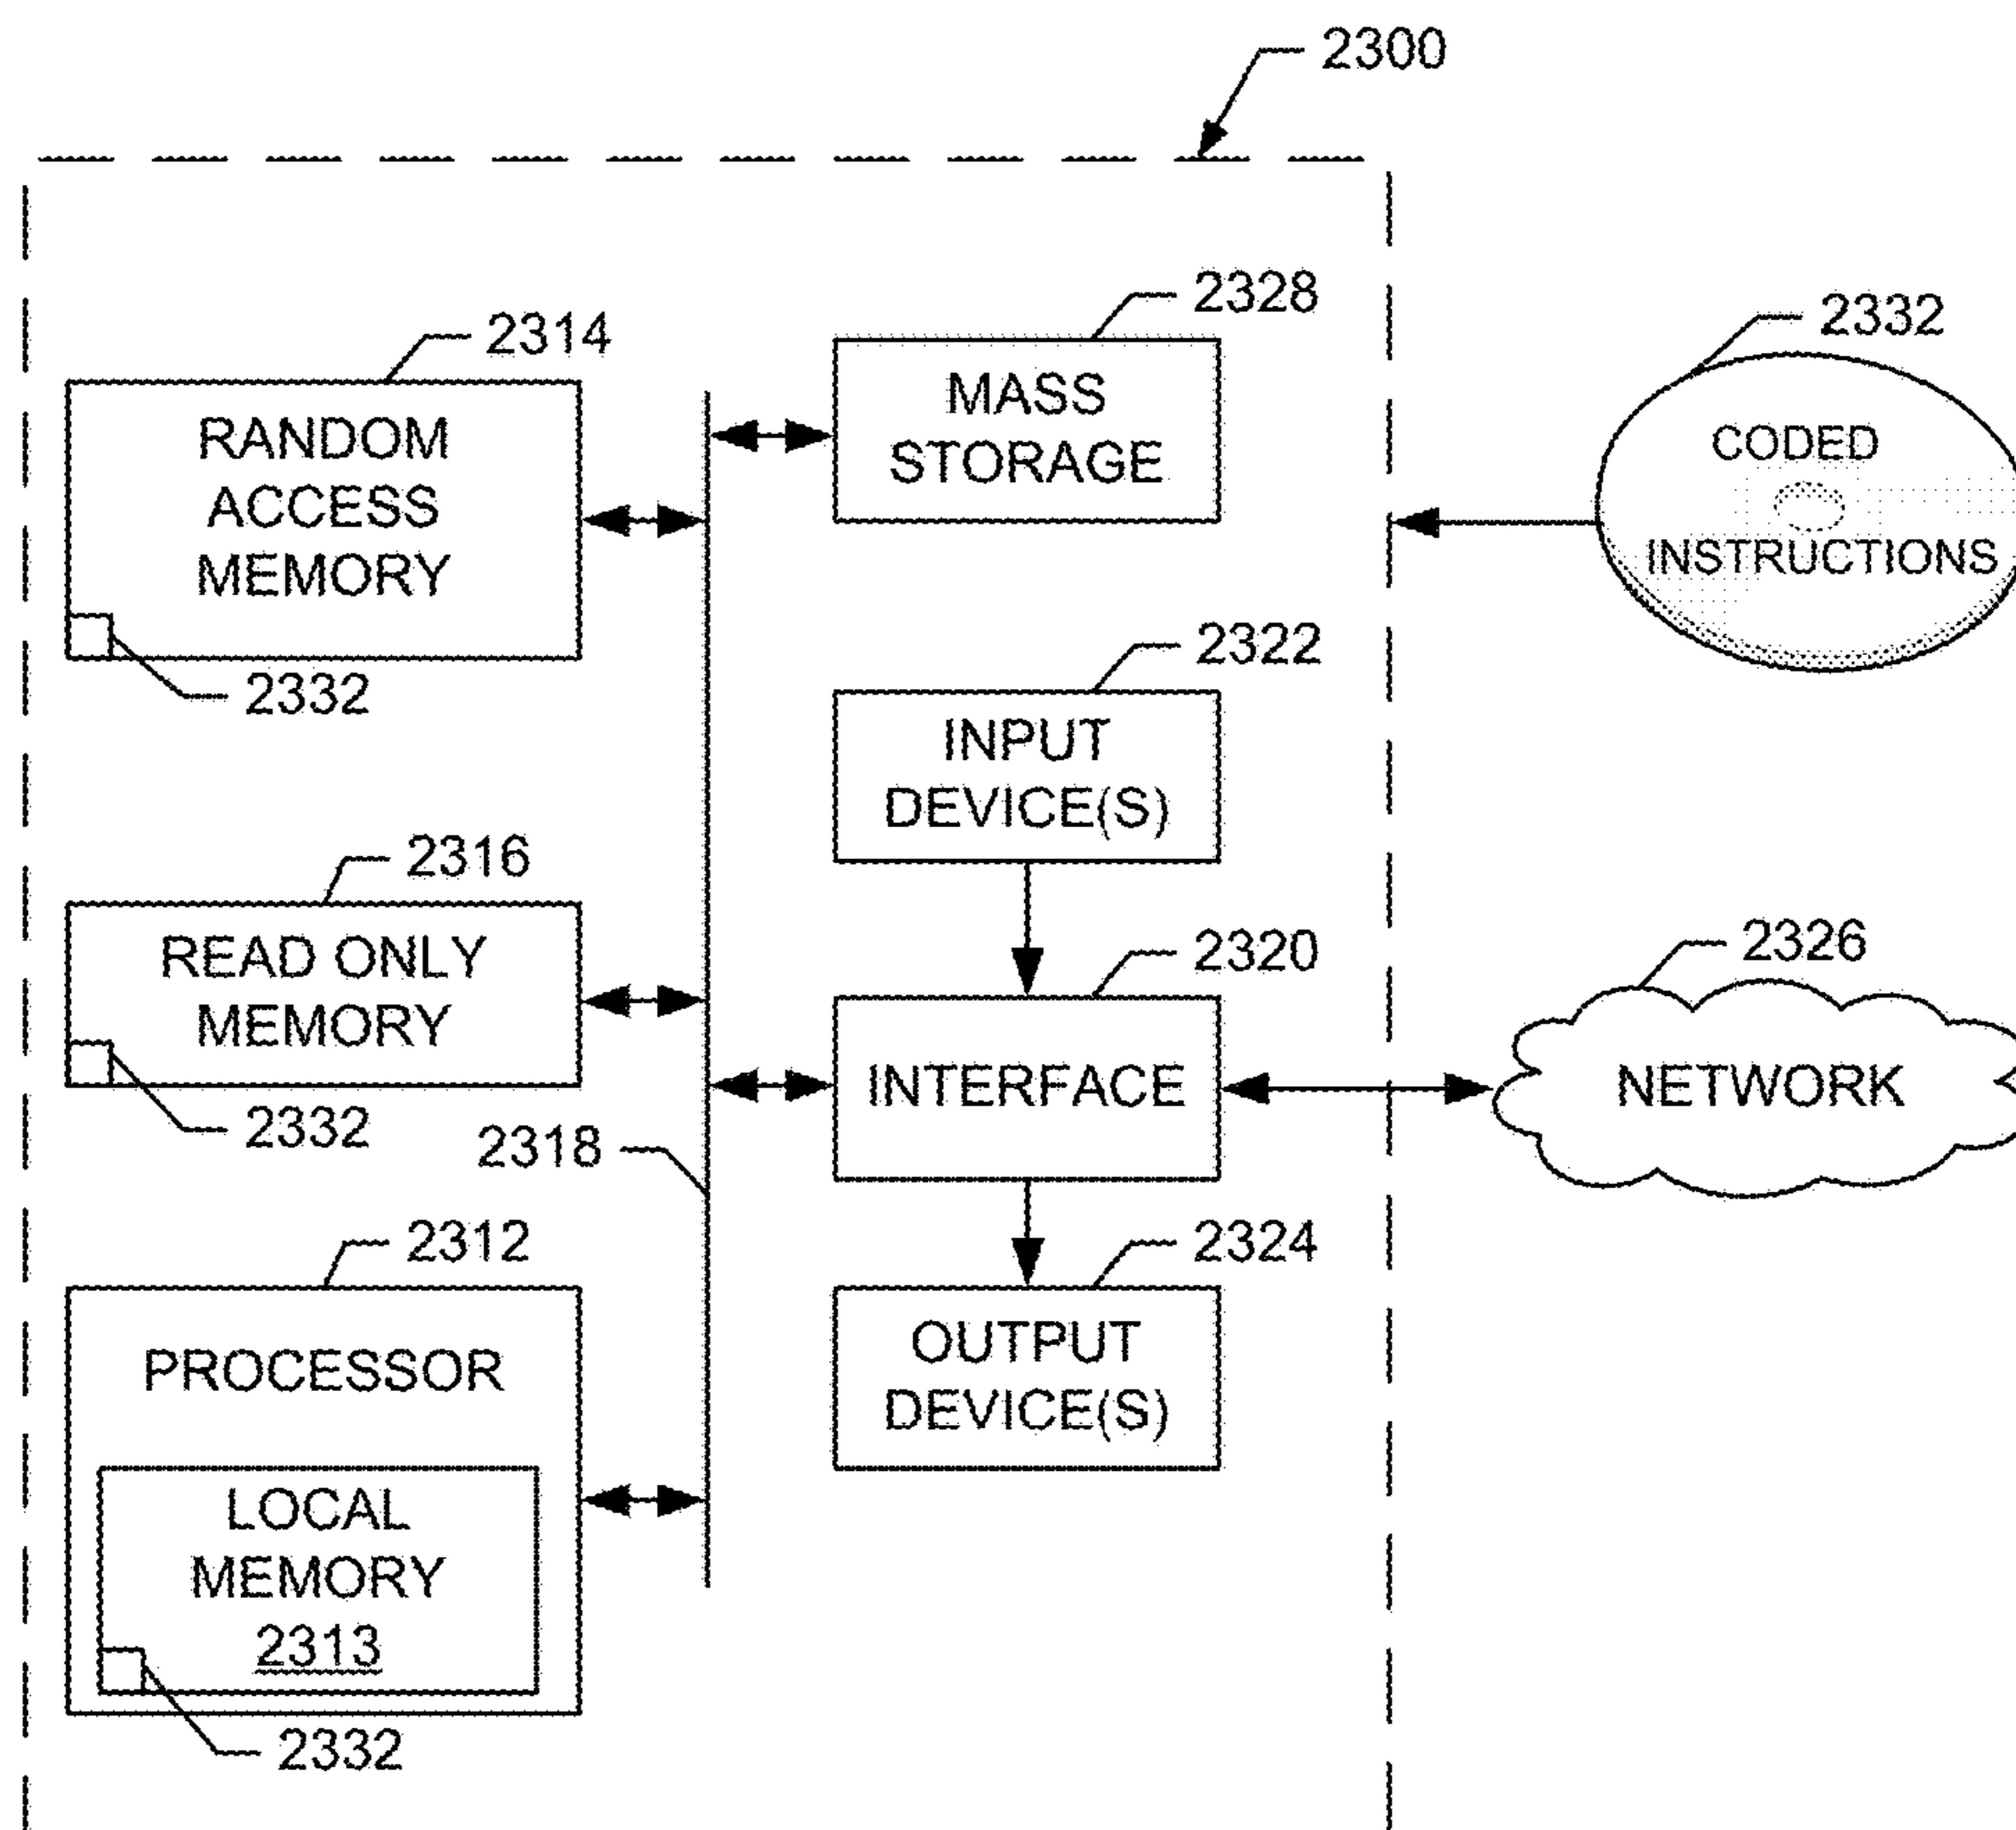 2300
2328
2314
2332
MASS
STORAGE
RANDOM
ACCESS
MEMORY
CODED
INSTRUCTIONS
2332
2322
INPUT
DEVICE(S)
2316
READ ONLY
MEMORY
2332
2320
INTERFACE
2326
NETWORK
2318
2312
PROCESSOR
LOCAL
MEMORY
2313
2332
2324
OUTPUT
DEVICE(S)